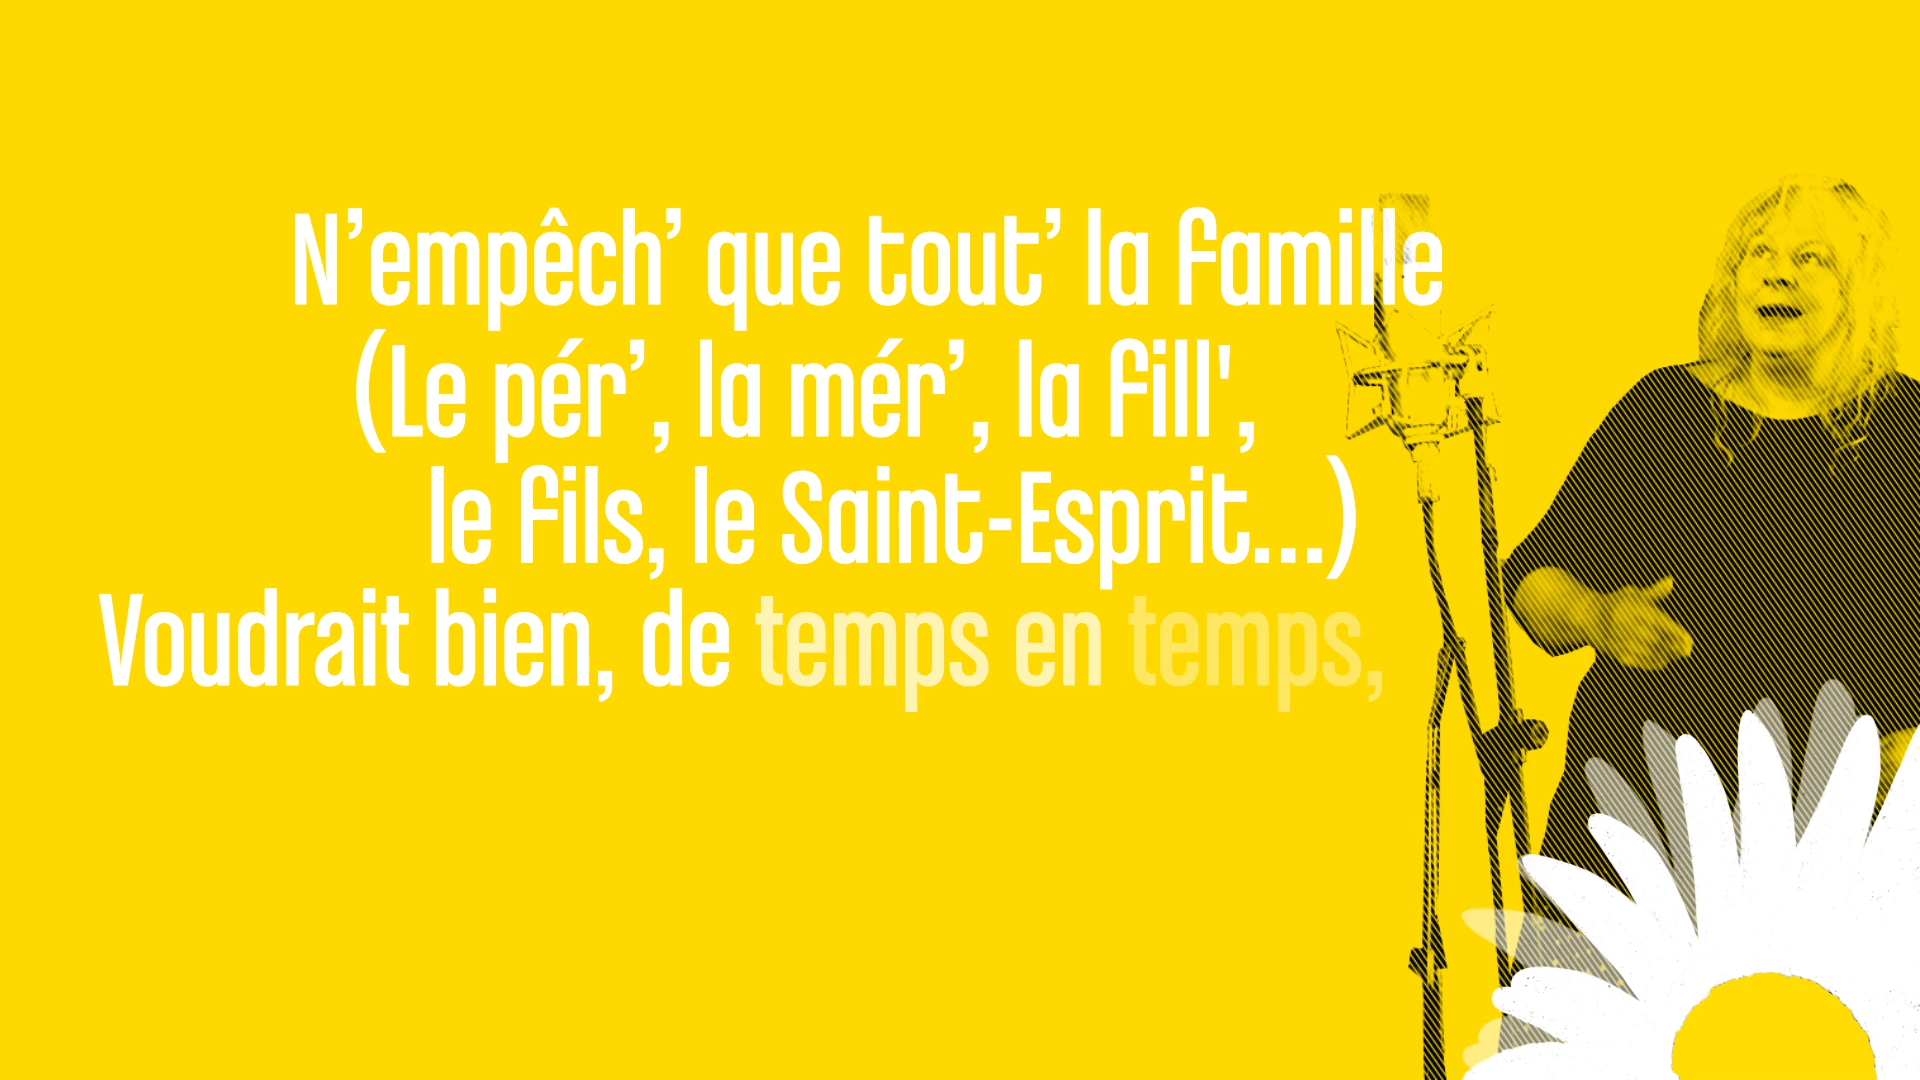 N’empêch’ que tout’ la famille
(Le pér’, la mér’, la fill',
le fils, le Saint-Esprit...)
Voudrait bien, de temps en temps,